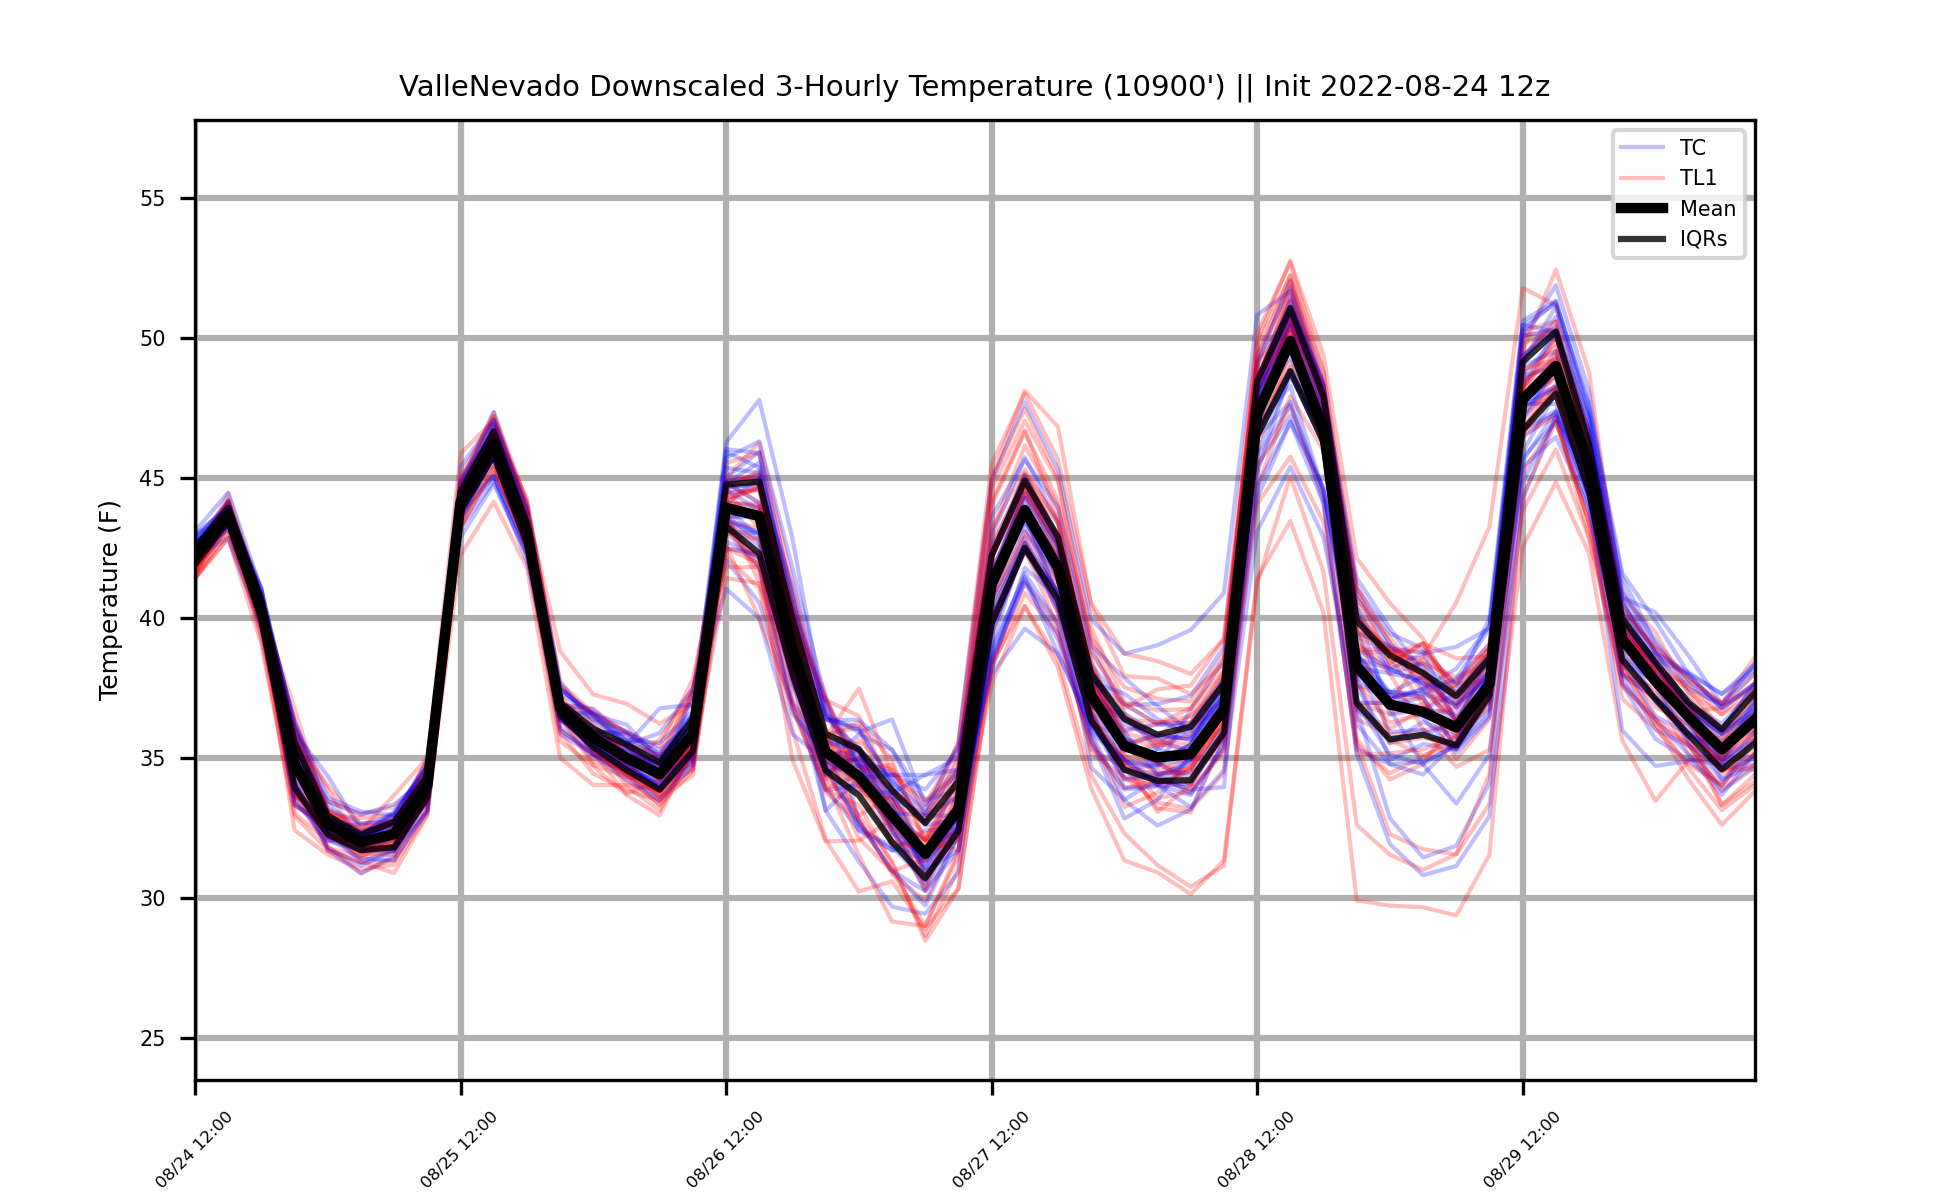 ValleNevado Downscaled 3-Hourly Temperature (10900') || Init 2022-08-24 12z
TC
TL1
Mean
IQRs
Temperature (F)
55
50
45
40
35
30
25
08/24 12:00
08/25 12:00
08/26 12:00
08/27 12:00
08/28 12:00
08/29 12:00